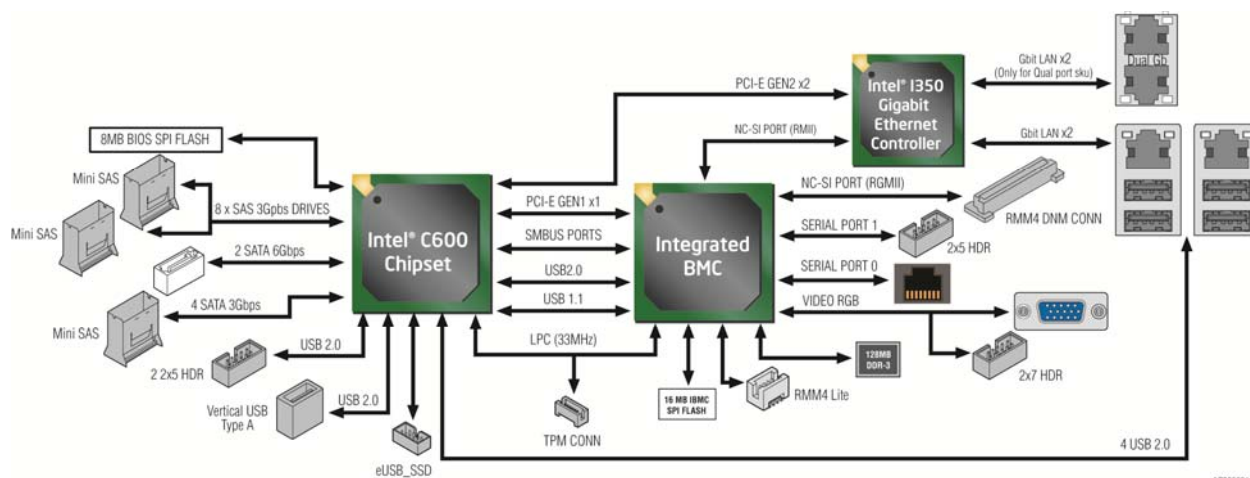 Gbit LAN x2
(Only for Qual port sku)
Dual Gb
PCI-E GEN2 x2
Intel® I350
Gigabit
Ethernet
Controller
NC-SI PORT (RMII)
Gbit LAN x2
8MB BIOS SPI FLASH
Mini SAS
8 x SAS 3Gpbs DRIVES
Mini SAS
2 SATA 6Gbps
4 SATA 3Gbps
Mini SAS
Intel® C600
Chipset
PCI-E GEN1 x1
SMBUS PORTS
USB2.0
USB 1.1
LPC (33MHz)
Integrated
BMC
NC-SI PORT (RGMII)
RMM4 DNM CONN
SERIAL PORT 1
2x5 HDR
SERIAL PORT 0
VIDEO RGB
2x7 HDR
128MB
DDR-3
RMM4 Lite
16 MB IBMC
SPI FLASH
TPM CONN
USB 2.0
2 2x5 HDR
Vertical USB
Type A
USB 2.0
eUSB_SSD
4 USB 2.0